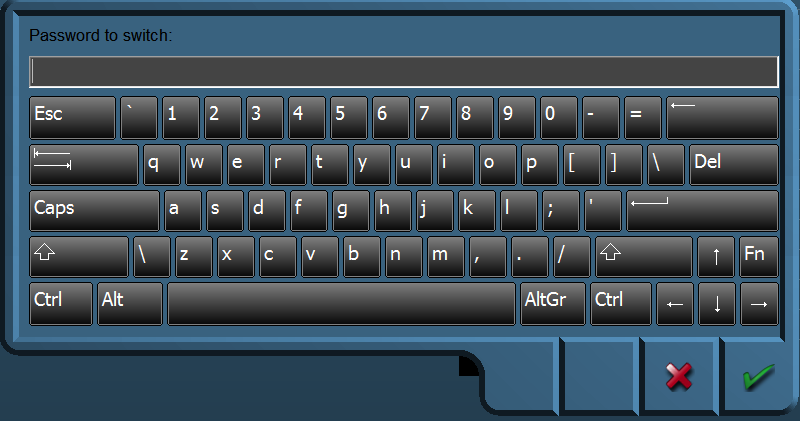 Password to switch:
Esc ` 1 2 3 4 5 6 7 8 9 0 - = ←
q w e r t y u i o p [ ] \ Del
Caps a s d f g h j k l ; '
\ z x c v b n m , . / ↑ Fn
Ctrl Alt AltGr Ctrl ← ↓ →